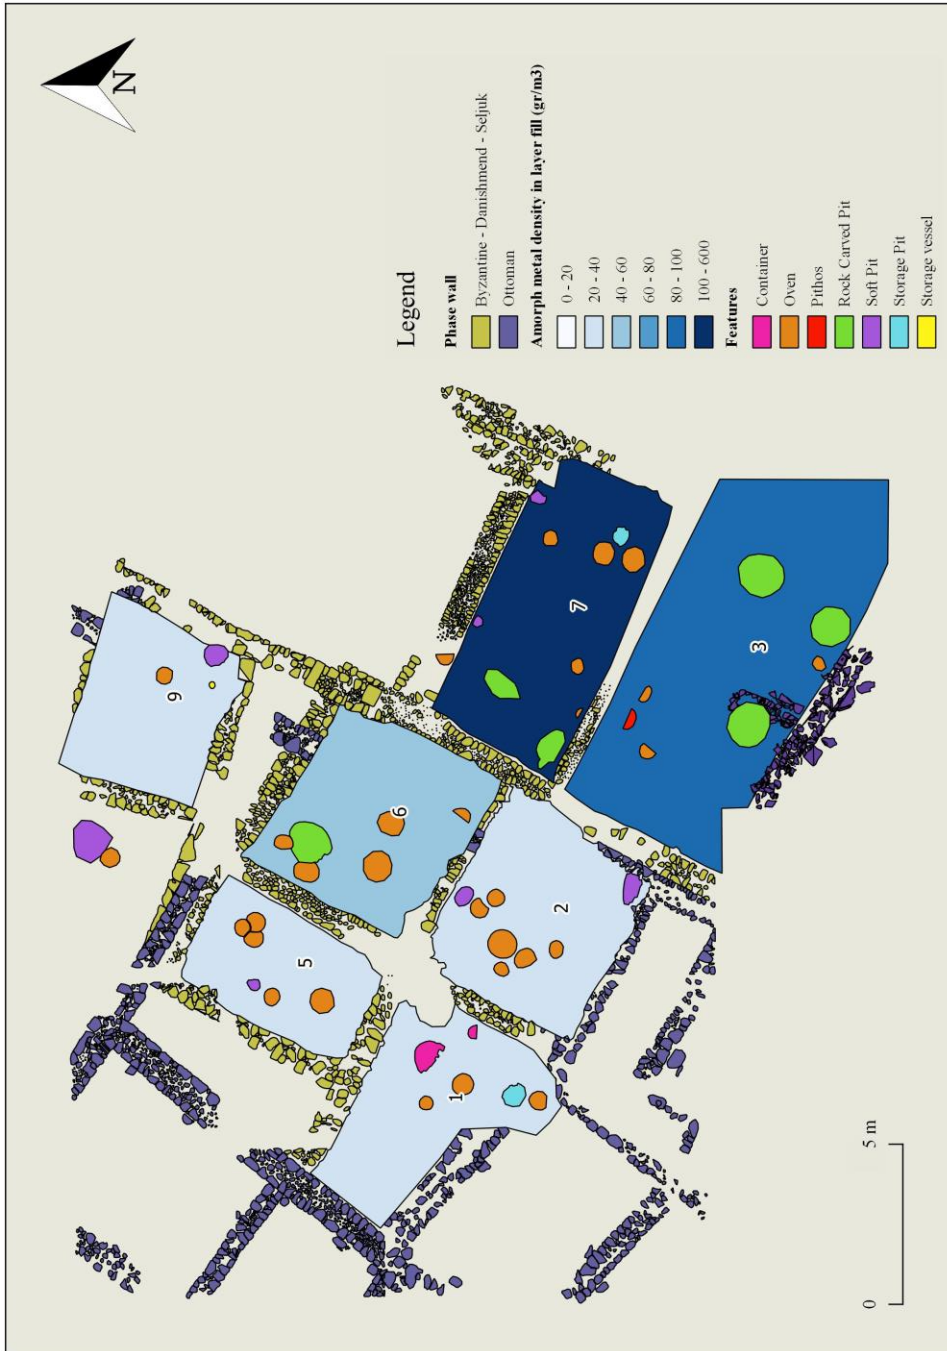 N
9
5
6
1
2
7
3
Legend
Phase wall
Byzantine - Danishmend - Seljuk
Ottoman
Amorph metal density in layer fill (gr/m3)
0 - 20
20 - 40
40 - 60
60 - 80
80 - 100
100 - 600
Features
Container
Oven
Pithos
Rock Carved Pit
Soft Pit
Storage Pit
Storage vessel
0 5 m